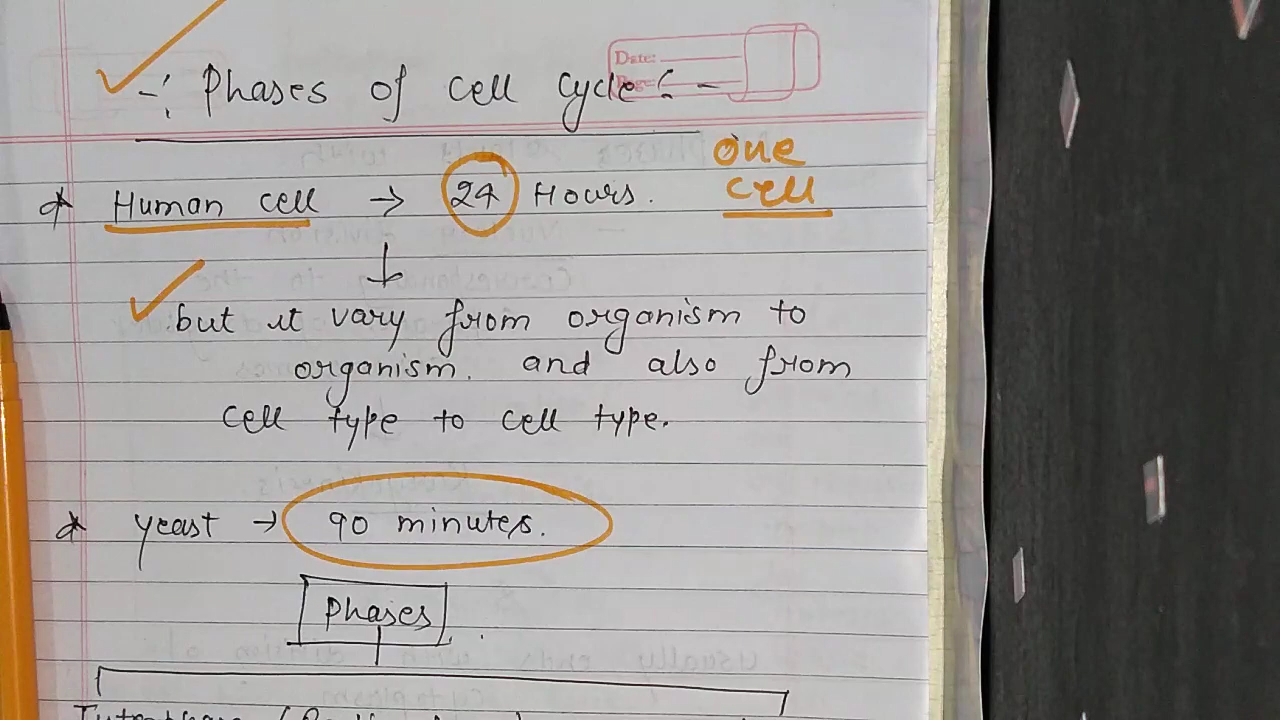 Date:
Page:
-: Phases of cell cycle :-
one
* Human cell → 24 Hours. cell
but it vary from organism to
organism. and also from
cell type to cell type.
* yeast → 90 minutes.
Phases